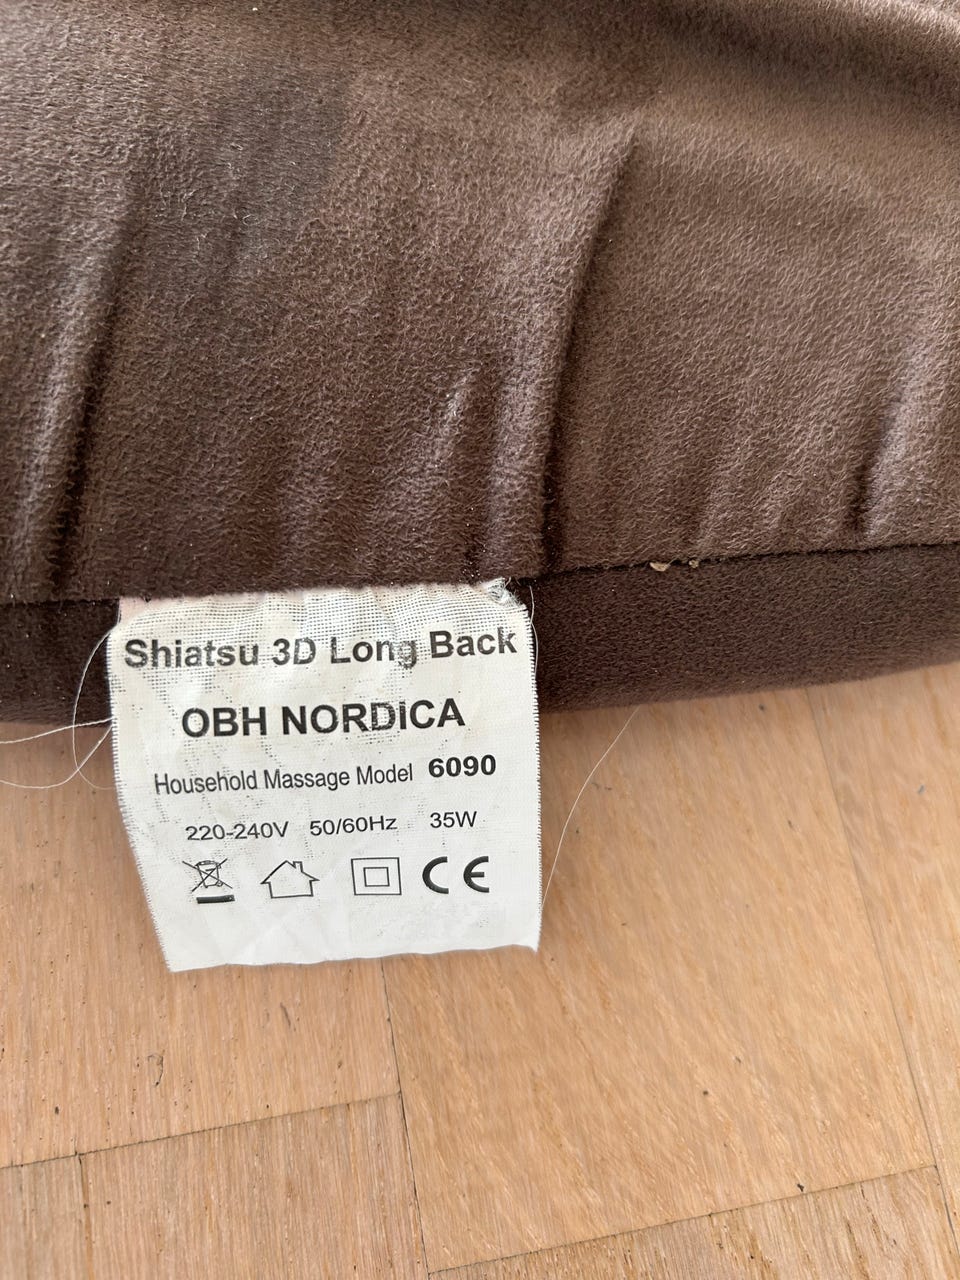 Shiatsu 3D Long Back
OBH NORDICA
Household Massage Model 6090
220-240V 50/60Hz 35W
CE